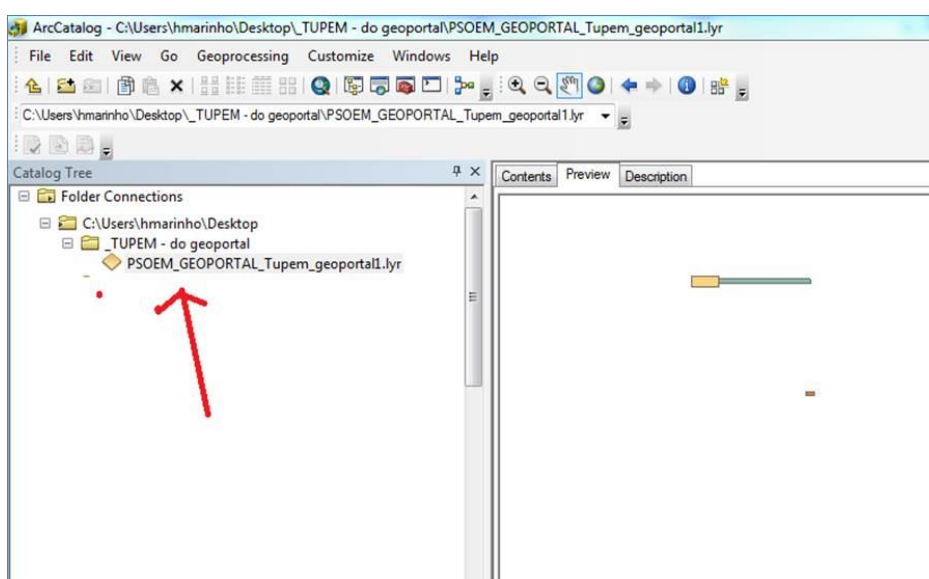 ArcCatalog - C:\Users\hmarinho\Desktop\_TUPEM - do geoportal\PSOEM_GEOPORTAL_Tupem_geoportal1.lyr
File Edit View Go Geoprocessing Customize Windows Help
C:\Users\hmarinho\Desktop\_TUPEM - do geoportal\PSOEM_GEOPORTAL_Tupem_geoportal1.lyr
Catalog Tree
Contents Preview Description
Folder Connections
C:\Users\hmarinho\Desktop
_TUPEM - do geoportal
PSOEM_GEOPORTAL_Tupem_geoportal1.lyr